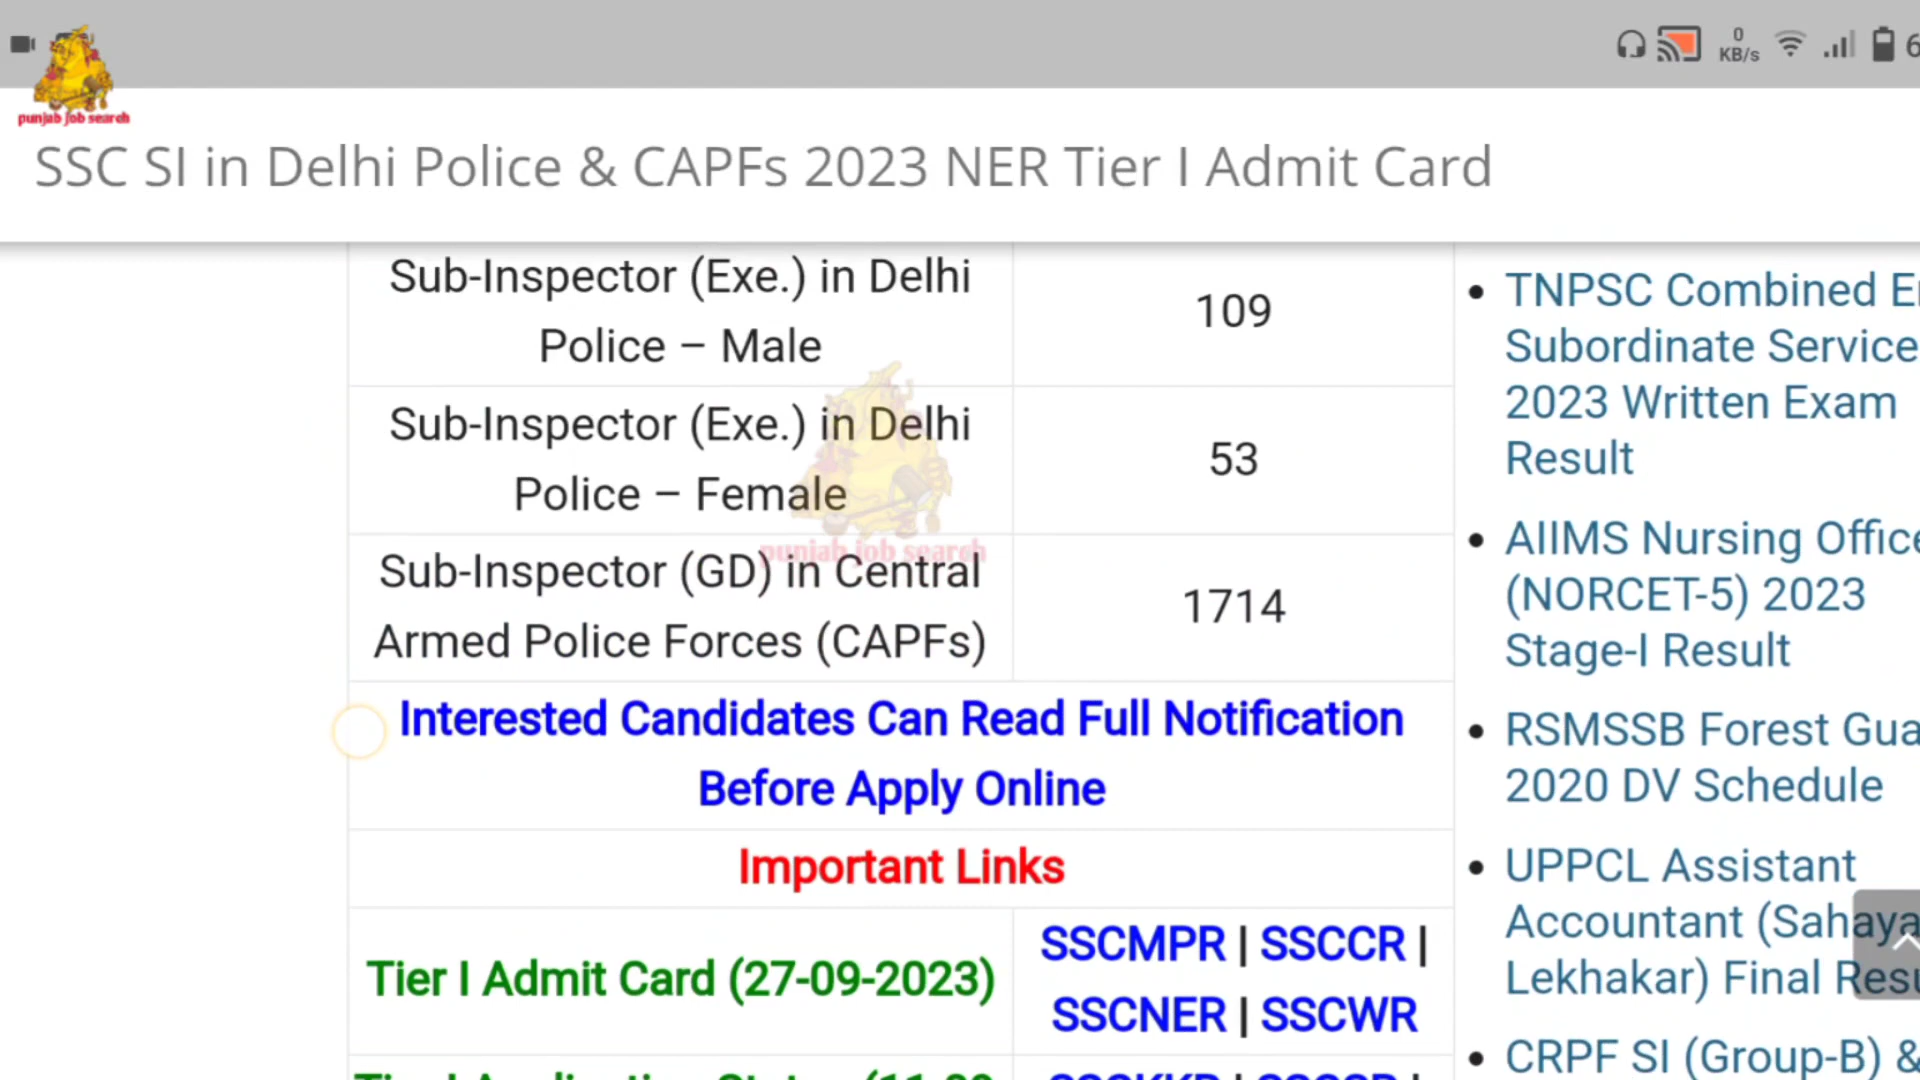 punjab job search
0
KB/s
6
SSC SI in Delhi Police & CAPFs 2023 NER Tier I Admit Card
Sub-Inspector (Exe.) in Delhi
Police – Male
109
Sub-Inspector (Exe.) in Delhi
Police – Female
53
punjab job search
Sub-Inspector (GD) in Central
Armed Police Forces (CAPFs)
1714
Interested Candidates Can Read Full Notification
Before Apply Online
Important Links
Tier I Admit Card (27-09-2023)
SSCMPR | SSCCR |
SSCNER | SSCWR
TNPSC Combined
Subordinate Service
2023 Written Exam
Result
AIIMS Nursing
(NORCET-5) 2023
Stage-I Result
RSMSSB Forest
2020 DV Schedule
UPPCL Assistant
Accountant
Lekhakar) Final
CRPF SI (Group-B) &